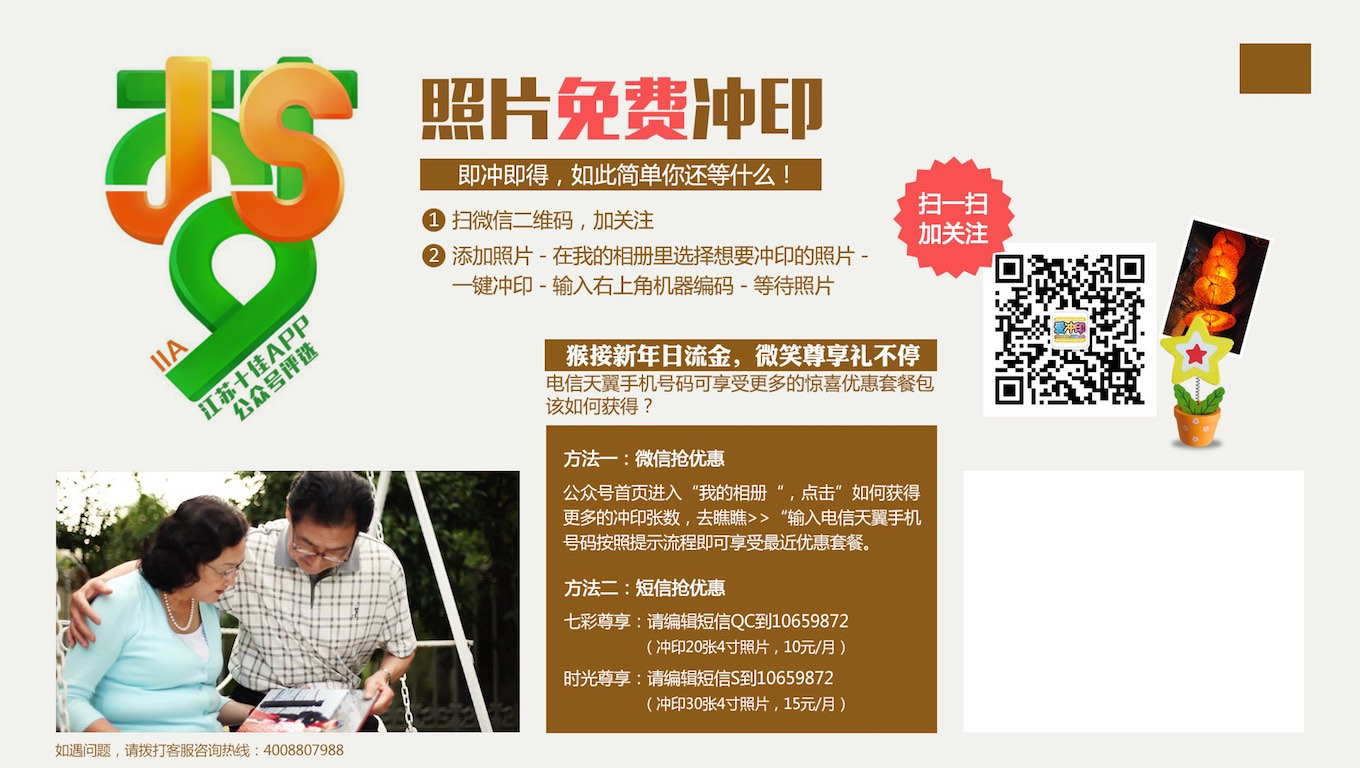 JS
IIA
江苏十佳APP
公众号评选
照片免费冲印
即冲即得，如此简单你还等什么！
1 扫微信二维码，加关注
2 添加照片 - 在我的相册里选择想要冲印的照片 -
一键冲印 - 输入右上角机器编码 - 等待照片
扫一扫
加关注
爱冲印
猴接新年日流金，微笑尊享礼不停
电信天翼手机号码可享受更多的惊喜优惠套餐包
该如何获得？
方法一：微信抢优惠
公众号首页进入“我的相册“，点击”如何获得
更多的冲印张数，去瞧瞧>>“输入电信天翼手机
号码按照提示流程即可享受最近优惠套餐。
方法二：短信抢优惠
七彩尊享：请编辑短信QC到10659872
（冲印20张4寸照片，10元/月）
时光尊享：请编辑短信S到10659872
（冲印30张4寸照片，15元/月）
如遇问题，请拨打客服咨询热线：4008807988